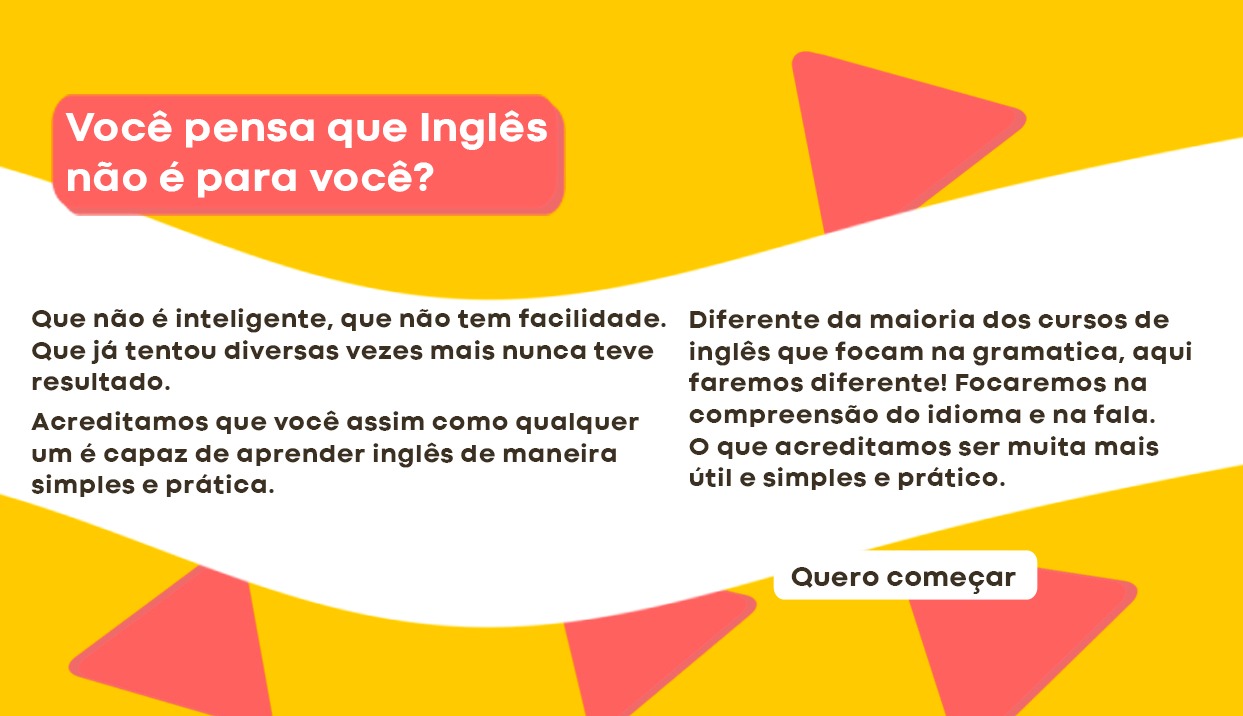 Você pensa que Inglês
não é para você?
Que não é inteligente, que não tem facilidade.
Que já tentou diversas vezes mais nunca teve
resultado.
Acreditamos que você assim como qualquer
um é capaz de aprender inglês de maneira
simples e prática.
Diferente da maioria dos cursos de
inglês que focam na gramatica, aqui
faremos diferente! Focaremos na
compreensão do idioma e na fala.
O que acreditamos ser muita mais
útil e simples e prático.
Quero começar